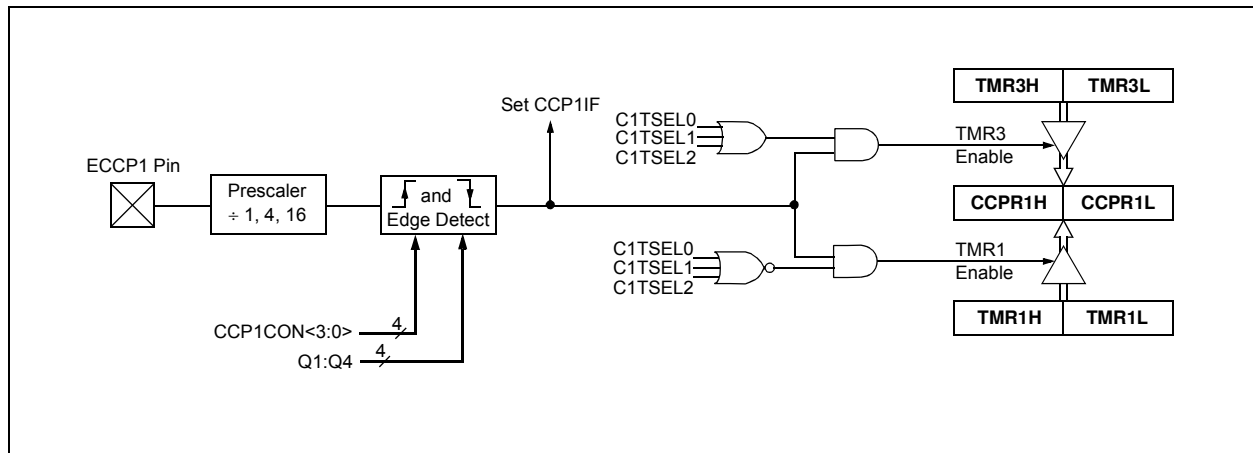 TMR3H TMR3L
Set CCP1IF
C1TSEL0
C1TSEL1
C1TSEL2
TMR3
Enable
ECCP1 Pin
Prescaler
÷ 1, 4, 16
and
Edge Detect
CCPR1H CCPR1L
C1TSEL0
C1TSEL1
C1TSEL2
TMR1
Enable
TMR1H TMR1L
CCP1CON<3:0>
4
Q1:Q4
4